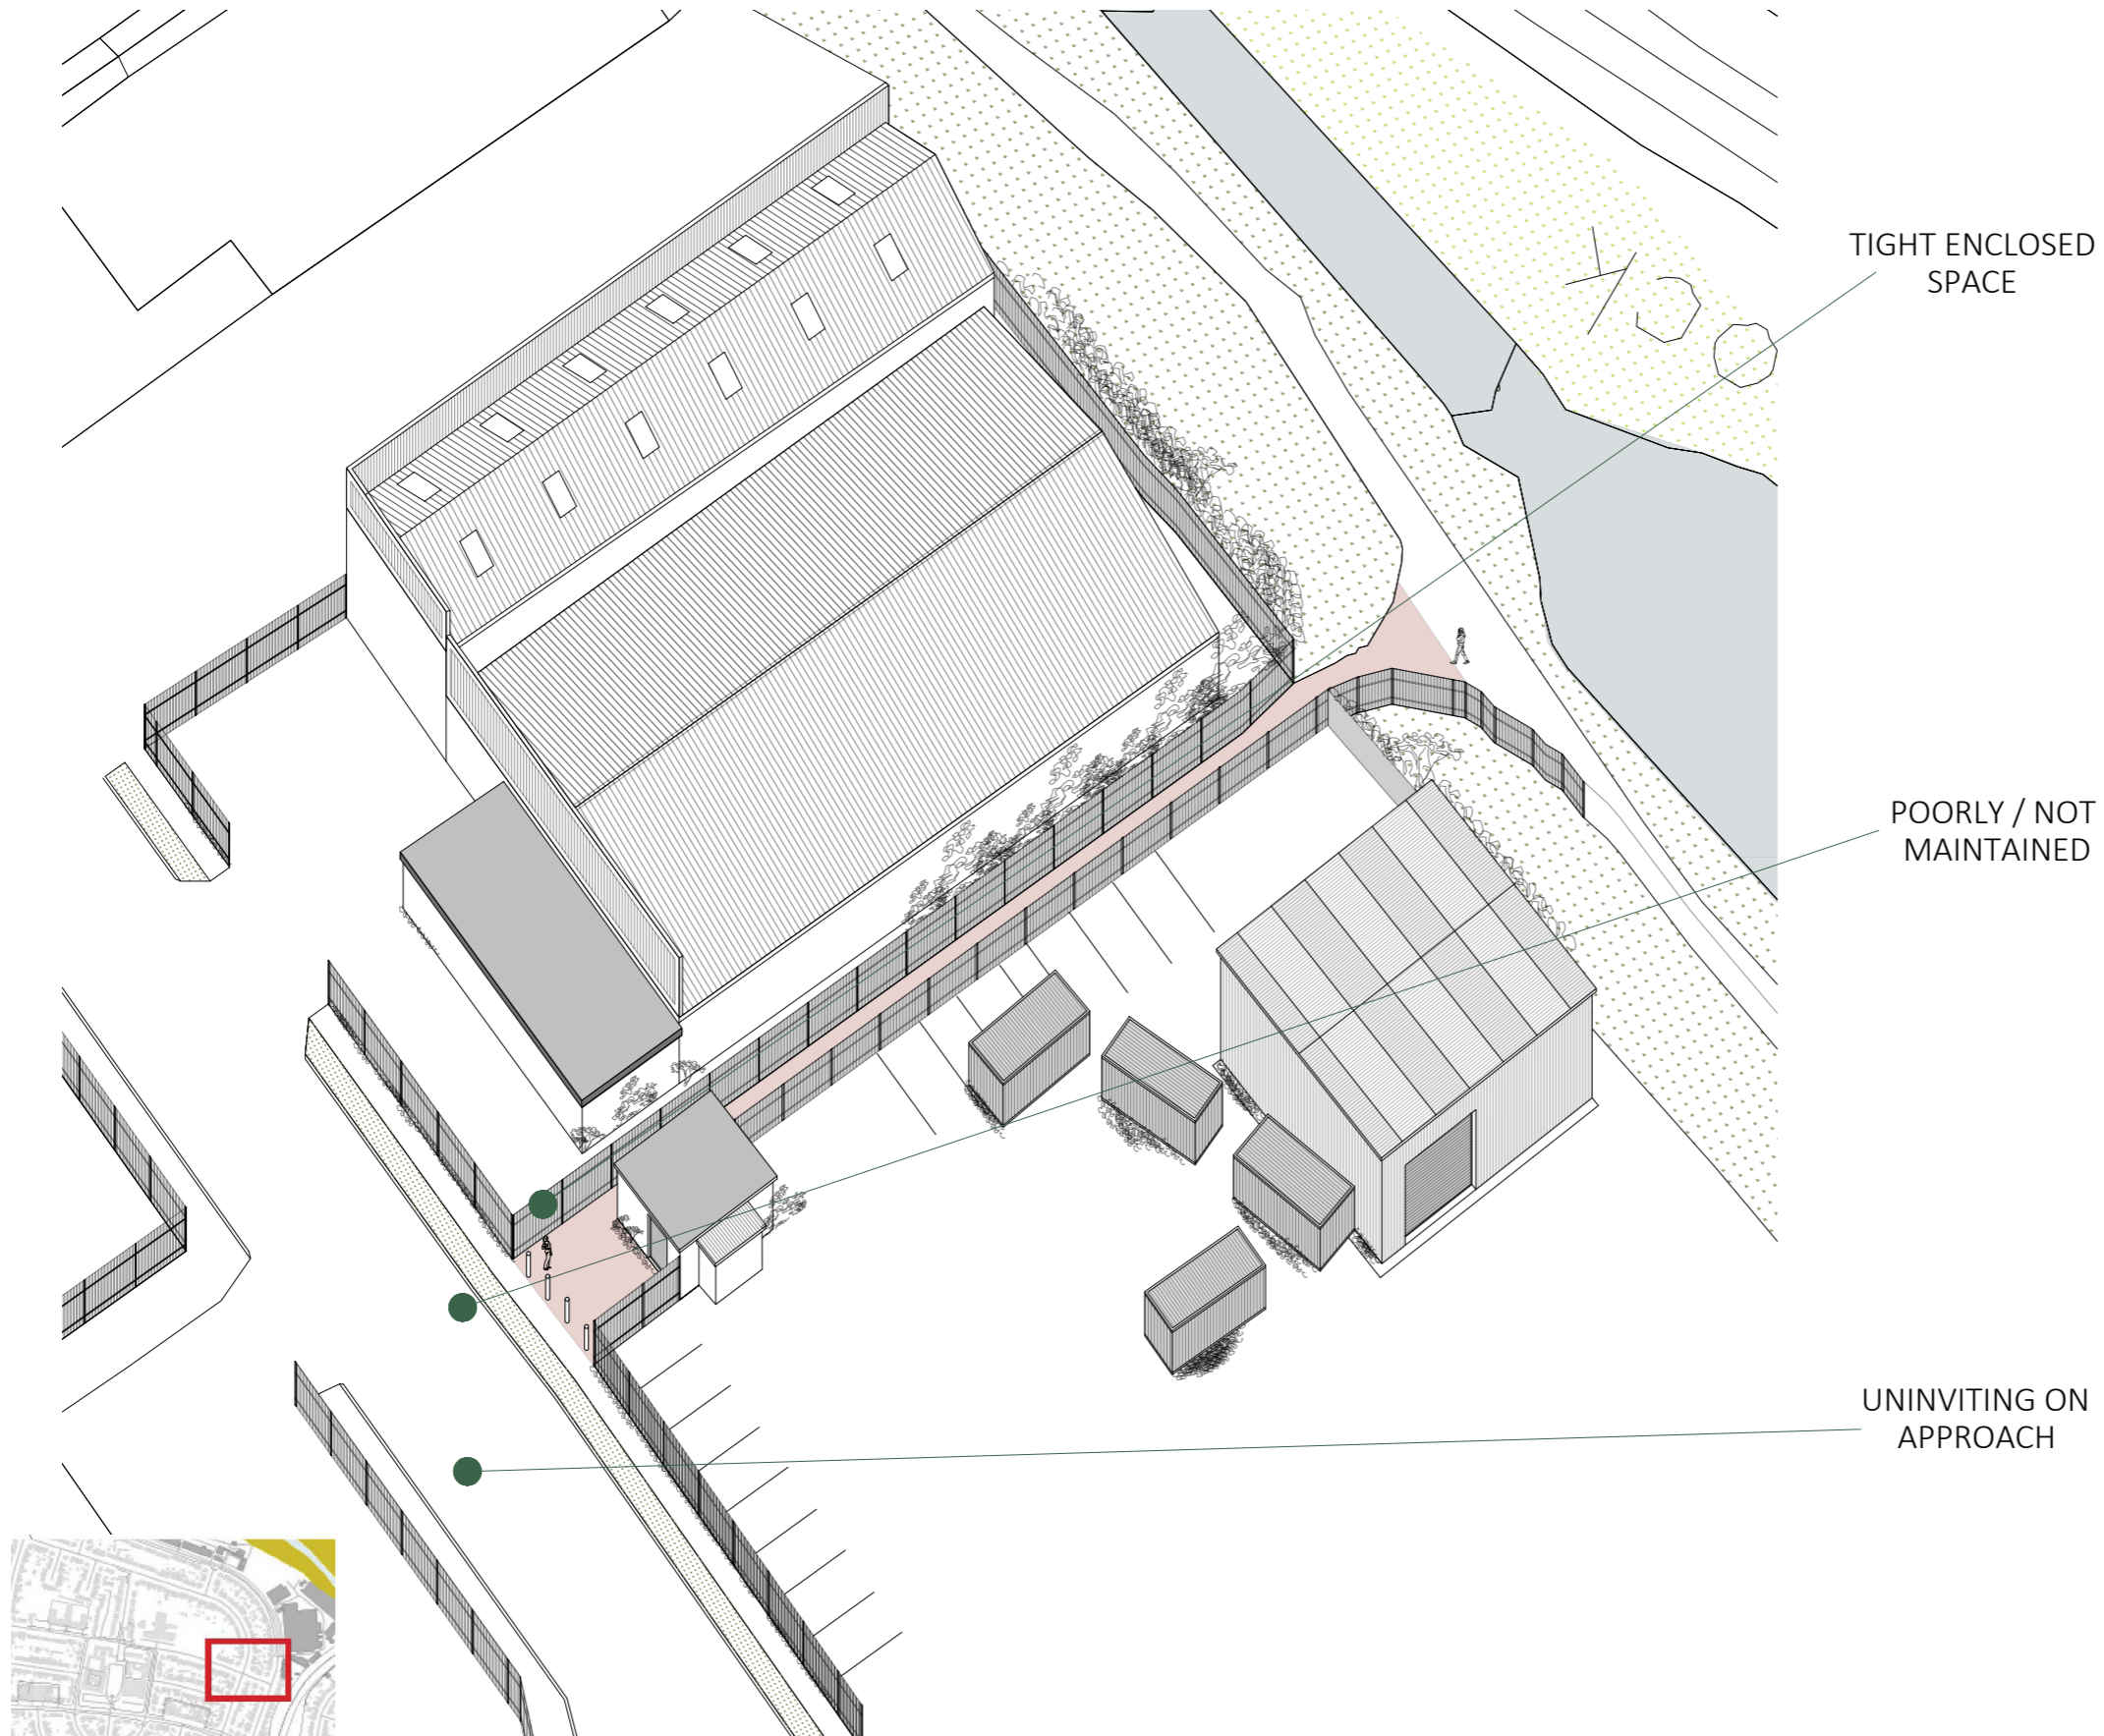 TIGHT ENCLOSED
SPACE
POORLY / NOT
MAINTAINED
UNINVITING ON
APPROACH